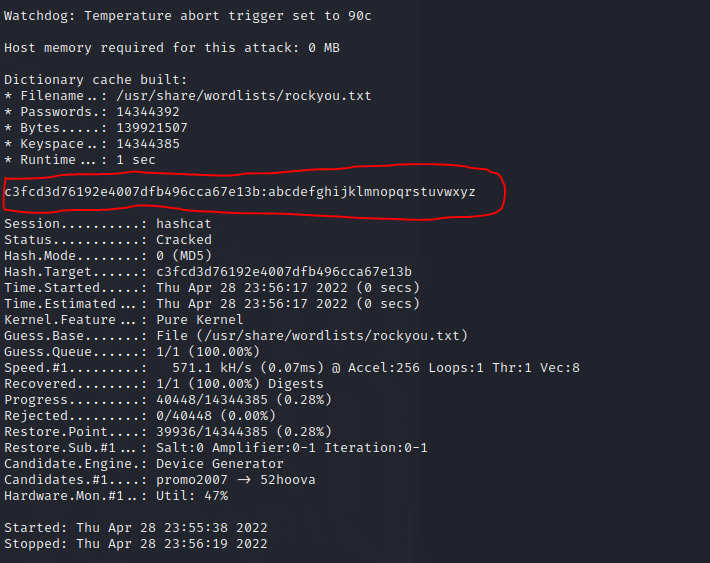 Watchdog: Temperature abort trigger set to 90c
Host memory required for this attack: 0 MB
Dictionary cache built:
* Filename..: /usr/share/wordlists/rockyou.txt
* Passwords.: 14344392
* Bytes.....: 139921507
* Keyspace..: 14344385
* Runtime...: 1 sec
c3fcd3d76192e4007dfb496cca67e13b:abcdefghijklmnopqrstuvwxyz
Session..........: hashcat
Status...........: Cracked
Hash.Mode........: 0 (MD5)
Hash.Target......: c3fcd3d76192e4007dfb496cca67e13b
Time.Started.....: Thu Apr 28 23:56:17 2022 (0 secs)
Time.Estimated...: Thu Apr 28 23:56:17 2022 (0 secs)
Kernel.Feature...: Pure Kernel
Guess.Base.......: File (/usr/share/wordlists/rockyou.txt)
Guess.Queue......: 1/1 (100.00%)
Speed.#1.........:   571.1 kH/s (0.07ms) @ Accel:256 Loops:1 Thr:1 Vec:8
Recovered........: 1/1 (100.00%) Digests
Progress.........: 40448/14344385 (0.28%)
Rejected.........: 0/40448 (0.00%)
Restore.Point....: 39936/14344385 (0.28%)
Restore.Sub.#1...: Salt:0 Amplifier:0-1 Iteration:0-1
Candidate.Engine.: Device Generator
Candidates.#1....: promo2007 -> 52hoova
Hardware.Mon.#1..: Util: 47%
Started: Thu Apr 28 23:55:38 2022
Stopped: Thu Apr 28 23:56:19 2022